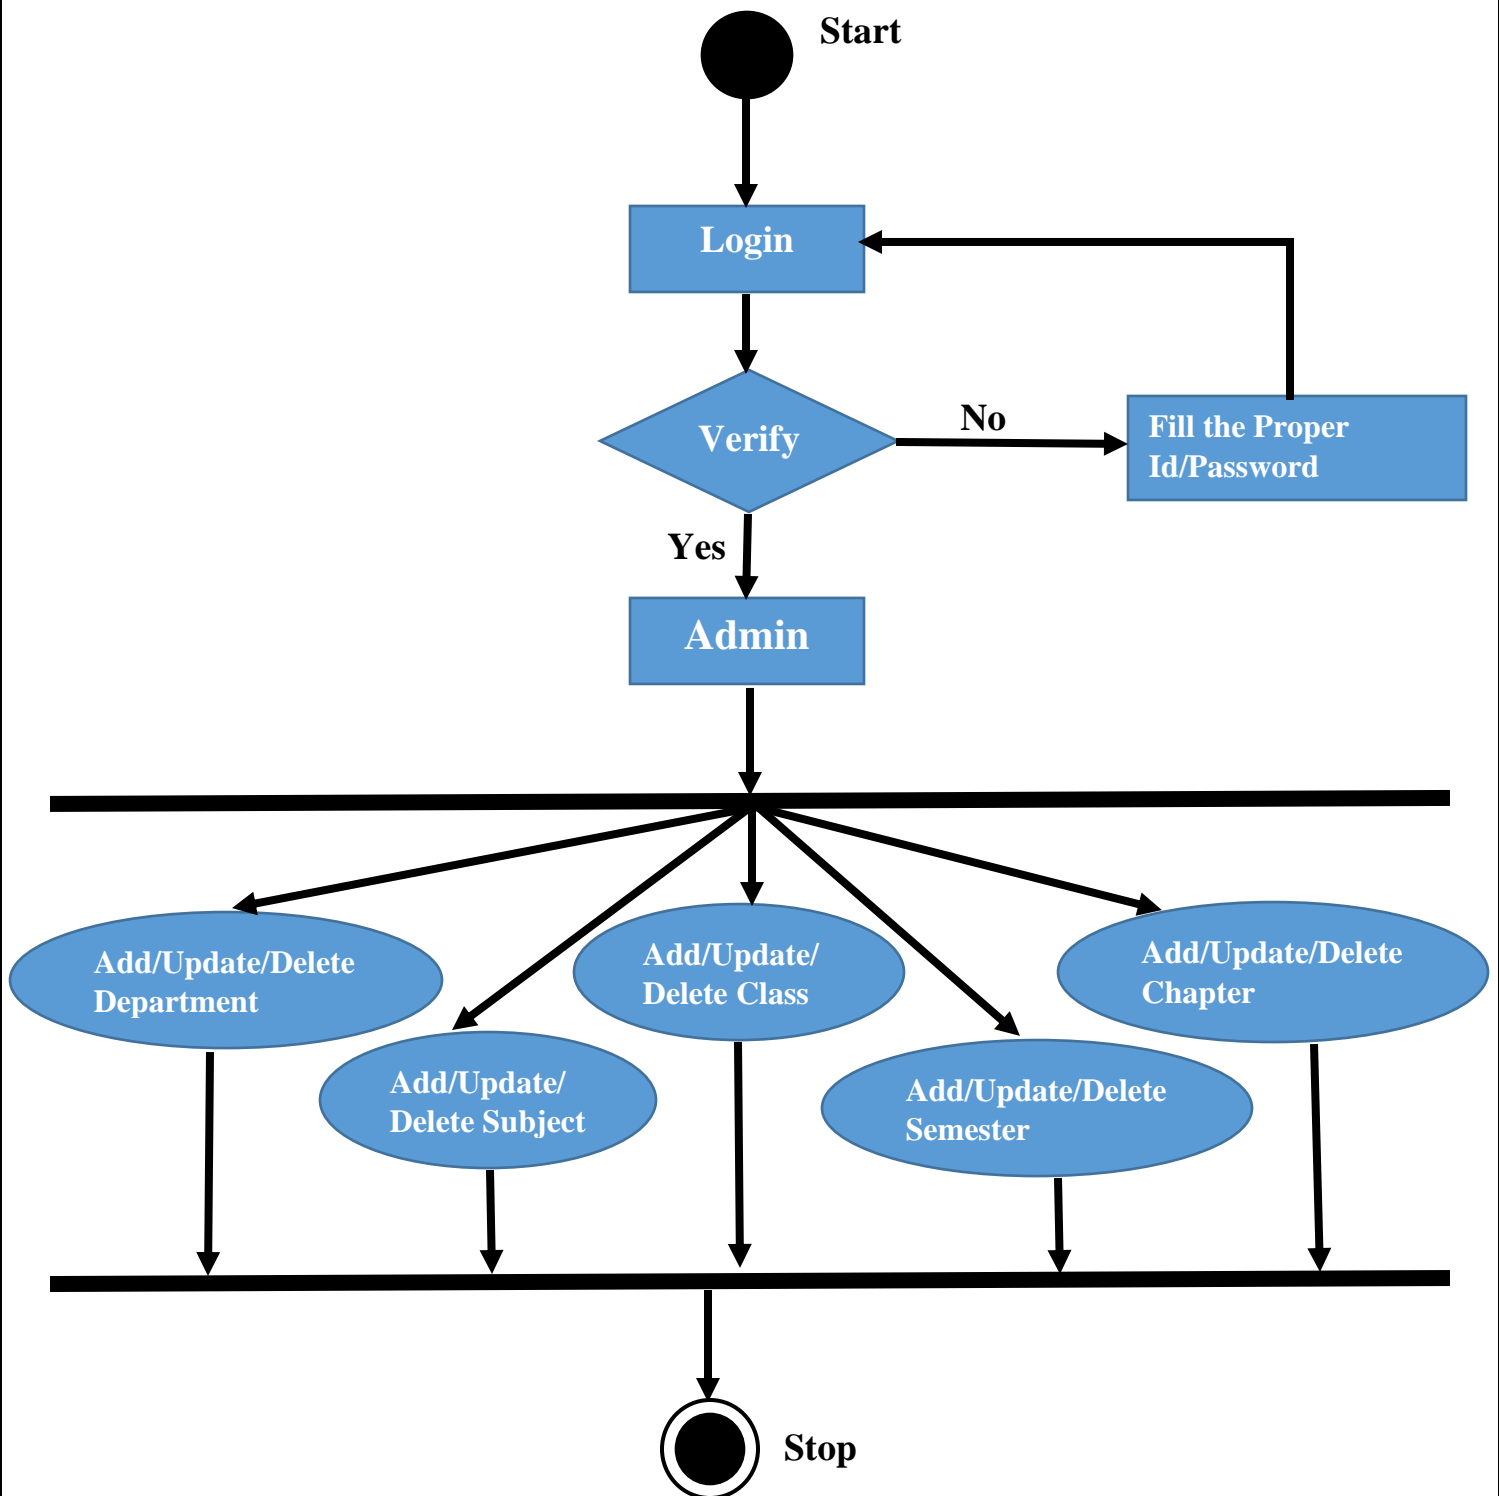 Start
Login
Verify
No
Fill the Proper
Id/Password
Yes
Admin
Add/Update/Delete
Department
Add/Update/
Delete Subject
Add/Update/
Delete Class
Add/Update/Delete
Semester
Add/Update/Delete
Chapter
Stop